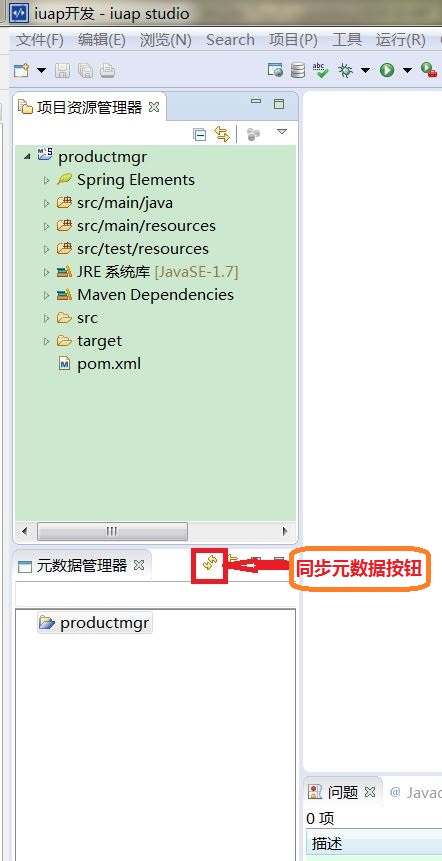 iuap开发 - iuap studio
文件(F) 编辑(E) 浏览(N) Search 项目(P) 工具 运行(R)
abc
项目资源管理器
productmgr
Spring Elements
src/main/java
src/main/resources
src/test/resources
JRE 系统库 [JavaSE-1.7]
Maven Dependencies
src
target
pom.xml
元数据管理器
同步元数据按钮
productmgr
问题 @ Javad
0 项
描述